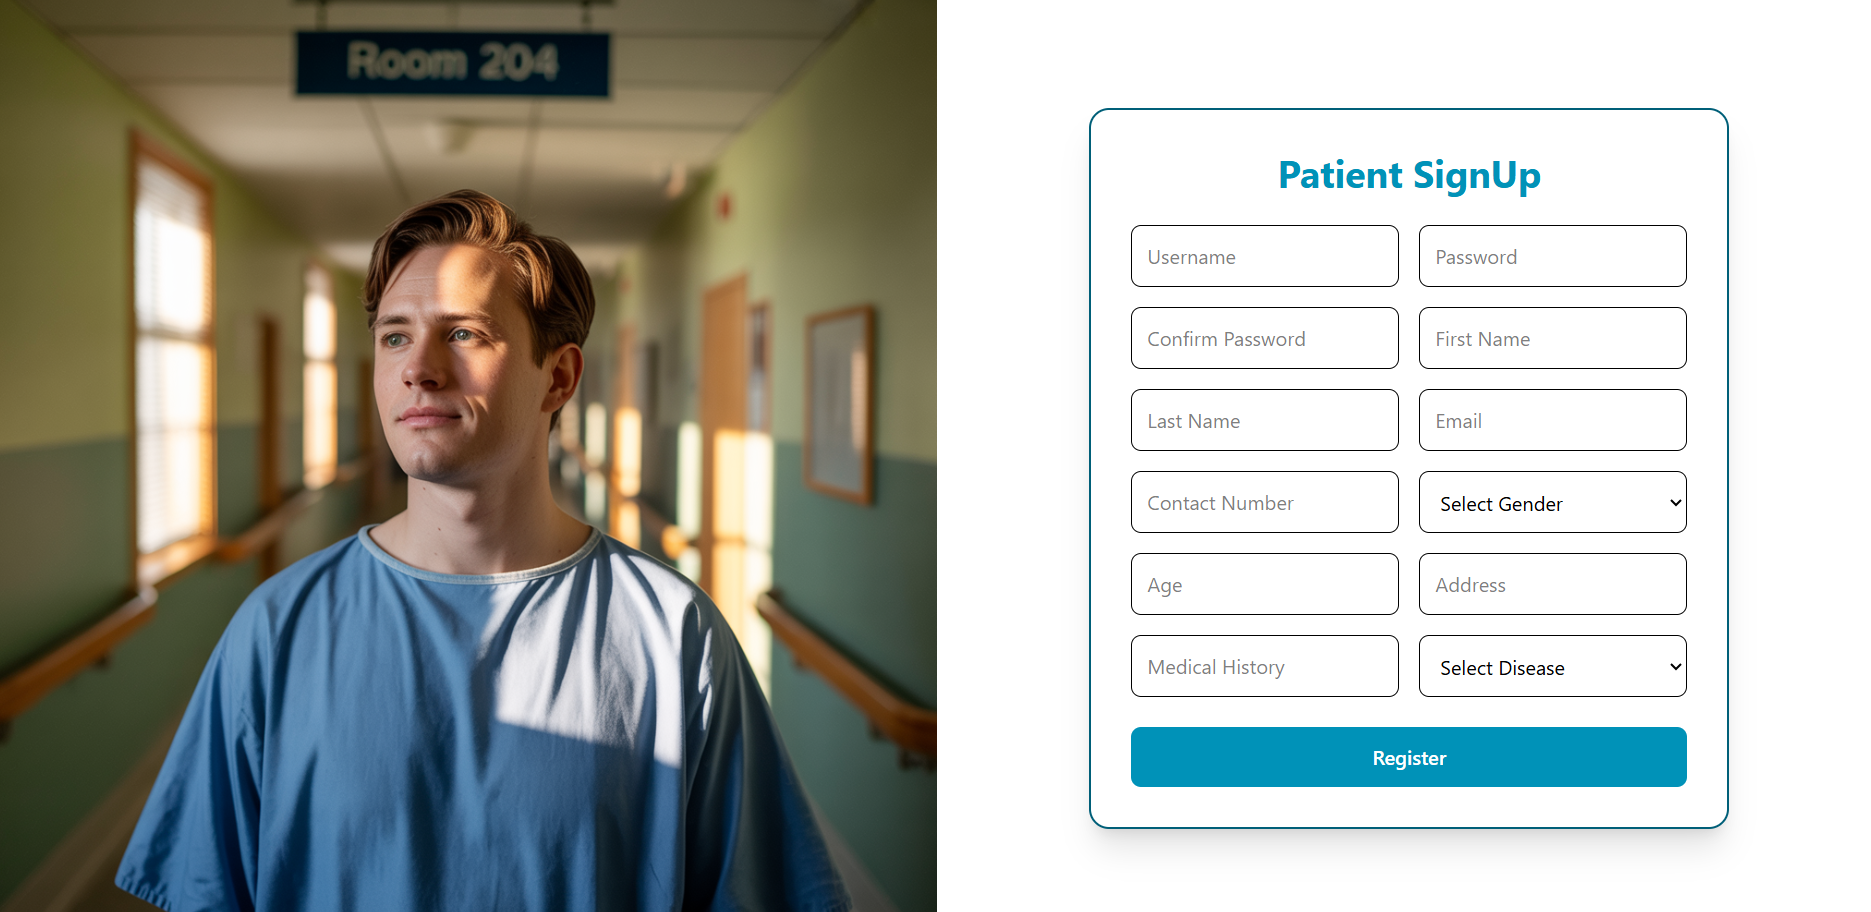 Room 204
Patient SignUp
Username
Password
Confirm Password
First Name
Last Name
Email
Contact Number
Select Gender
Age
Address
Medical History
Select Disease
Register